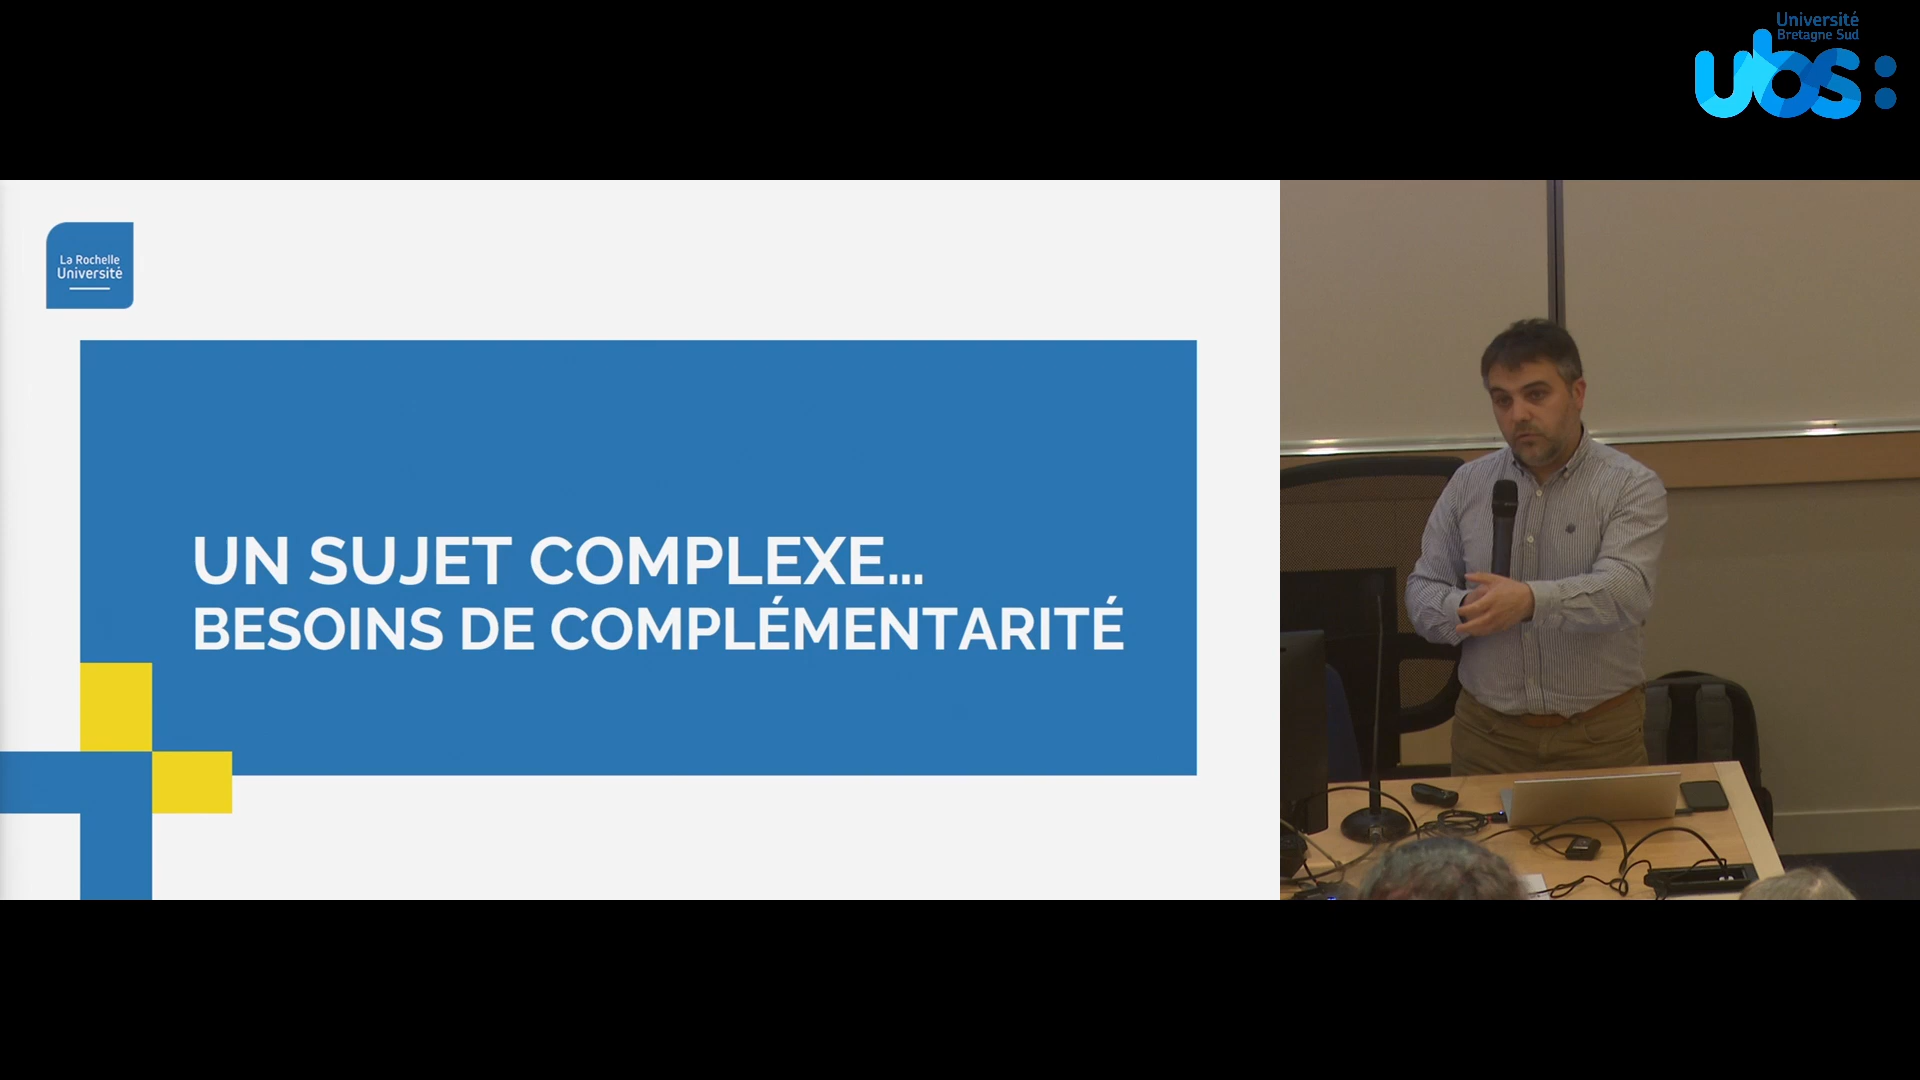 Université
Bretagne Sud
ubs:
La Rochelle
Université
UN SUJET COMPLEXE...
BESOINS DE COMPLÉMENTARITÉ